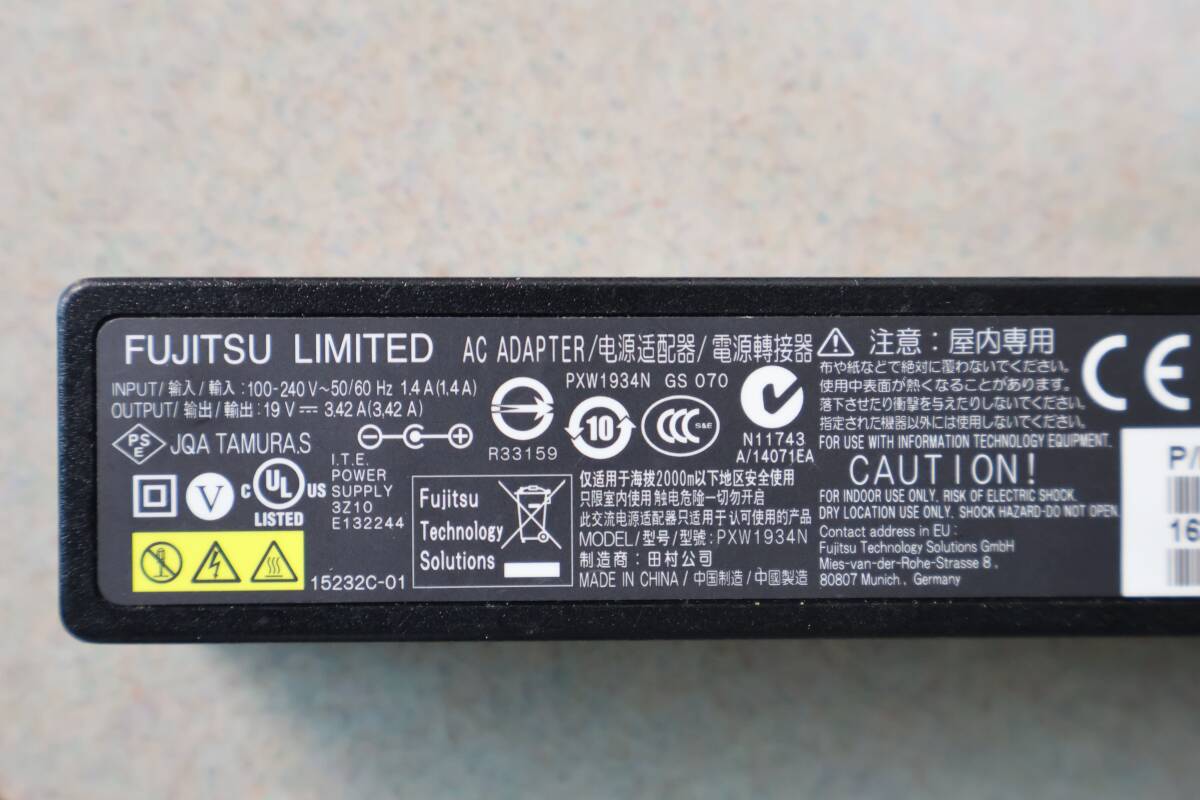 FUJITSU LIMITED
AC ADAPTER/电源适配器/電源轉接器
INPUT/输入/輸入:100-240 V~50/60 Hz 1.4 A(1,4 A)
OUTPUT/输出/輸出:19 V⎓ 3.42 A(3,42 A)
PS
E
JQA TAMURA.S
R33159
PXW1934N GS 070
10
CCC S&E
N11743
A/14071EA
V
c UL US
LISTED
I.T.E.
POWER
SUPPLY
3Z10
E132244
15232C-01
Fujitsu
Technology
Solutions
仅适用于海拔2000m以下地区安全使用
只限室内使用 触电危险一切勿开启
此交流电源适配器只适用于认可使用的产品
MODEL/型号/型號:PXW1934N
制造商:田村公司
MADE IN CHINA/中国制造/中國製造
注意:屋内専用
布や紙などで絶対に覆わないでください。
使用中表面が熱くなることがあります。
落下させたり衝撃を与えたりしないでください。
指定された機器以外には使用しないでください。
FOR USE WITH INFORMATION TECHNOLOGY EQUIPMENT.
CAUTION!
FOR INDOOR USE ONLY. RISK OF ELECTRIC SHOCK.
DRY LOCATION USE ONLY. SHOCK HAZARD-DO NOT OPEN.
Contact address in EU:
Fujitsu Technology Solutions GmbH
Mies-van-der-Rohe-Strasse 8,
80807 Munich, Germany
CE
P/
16